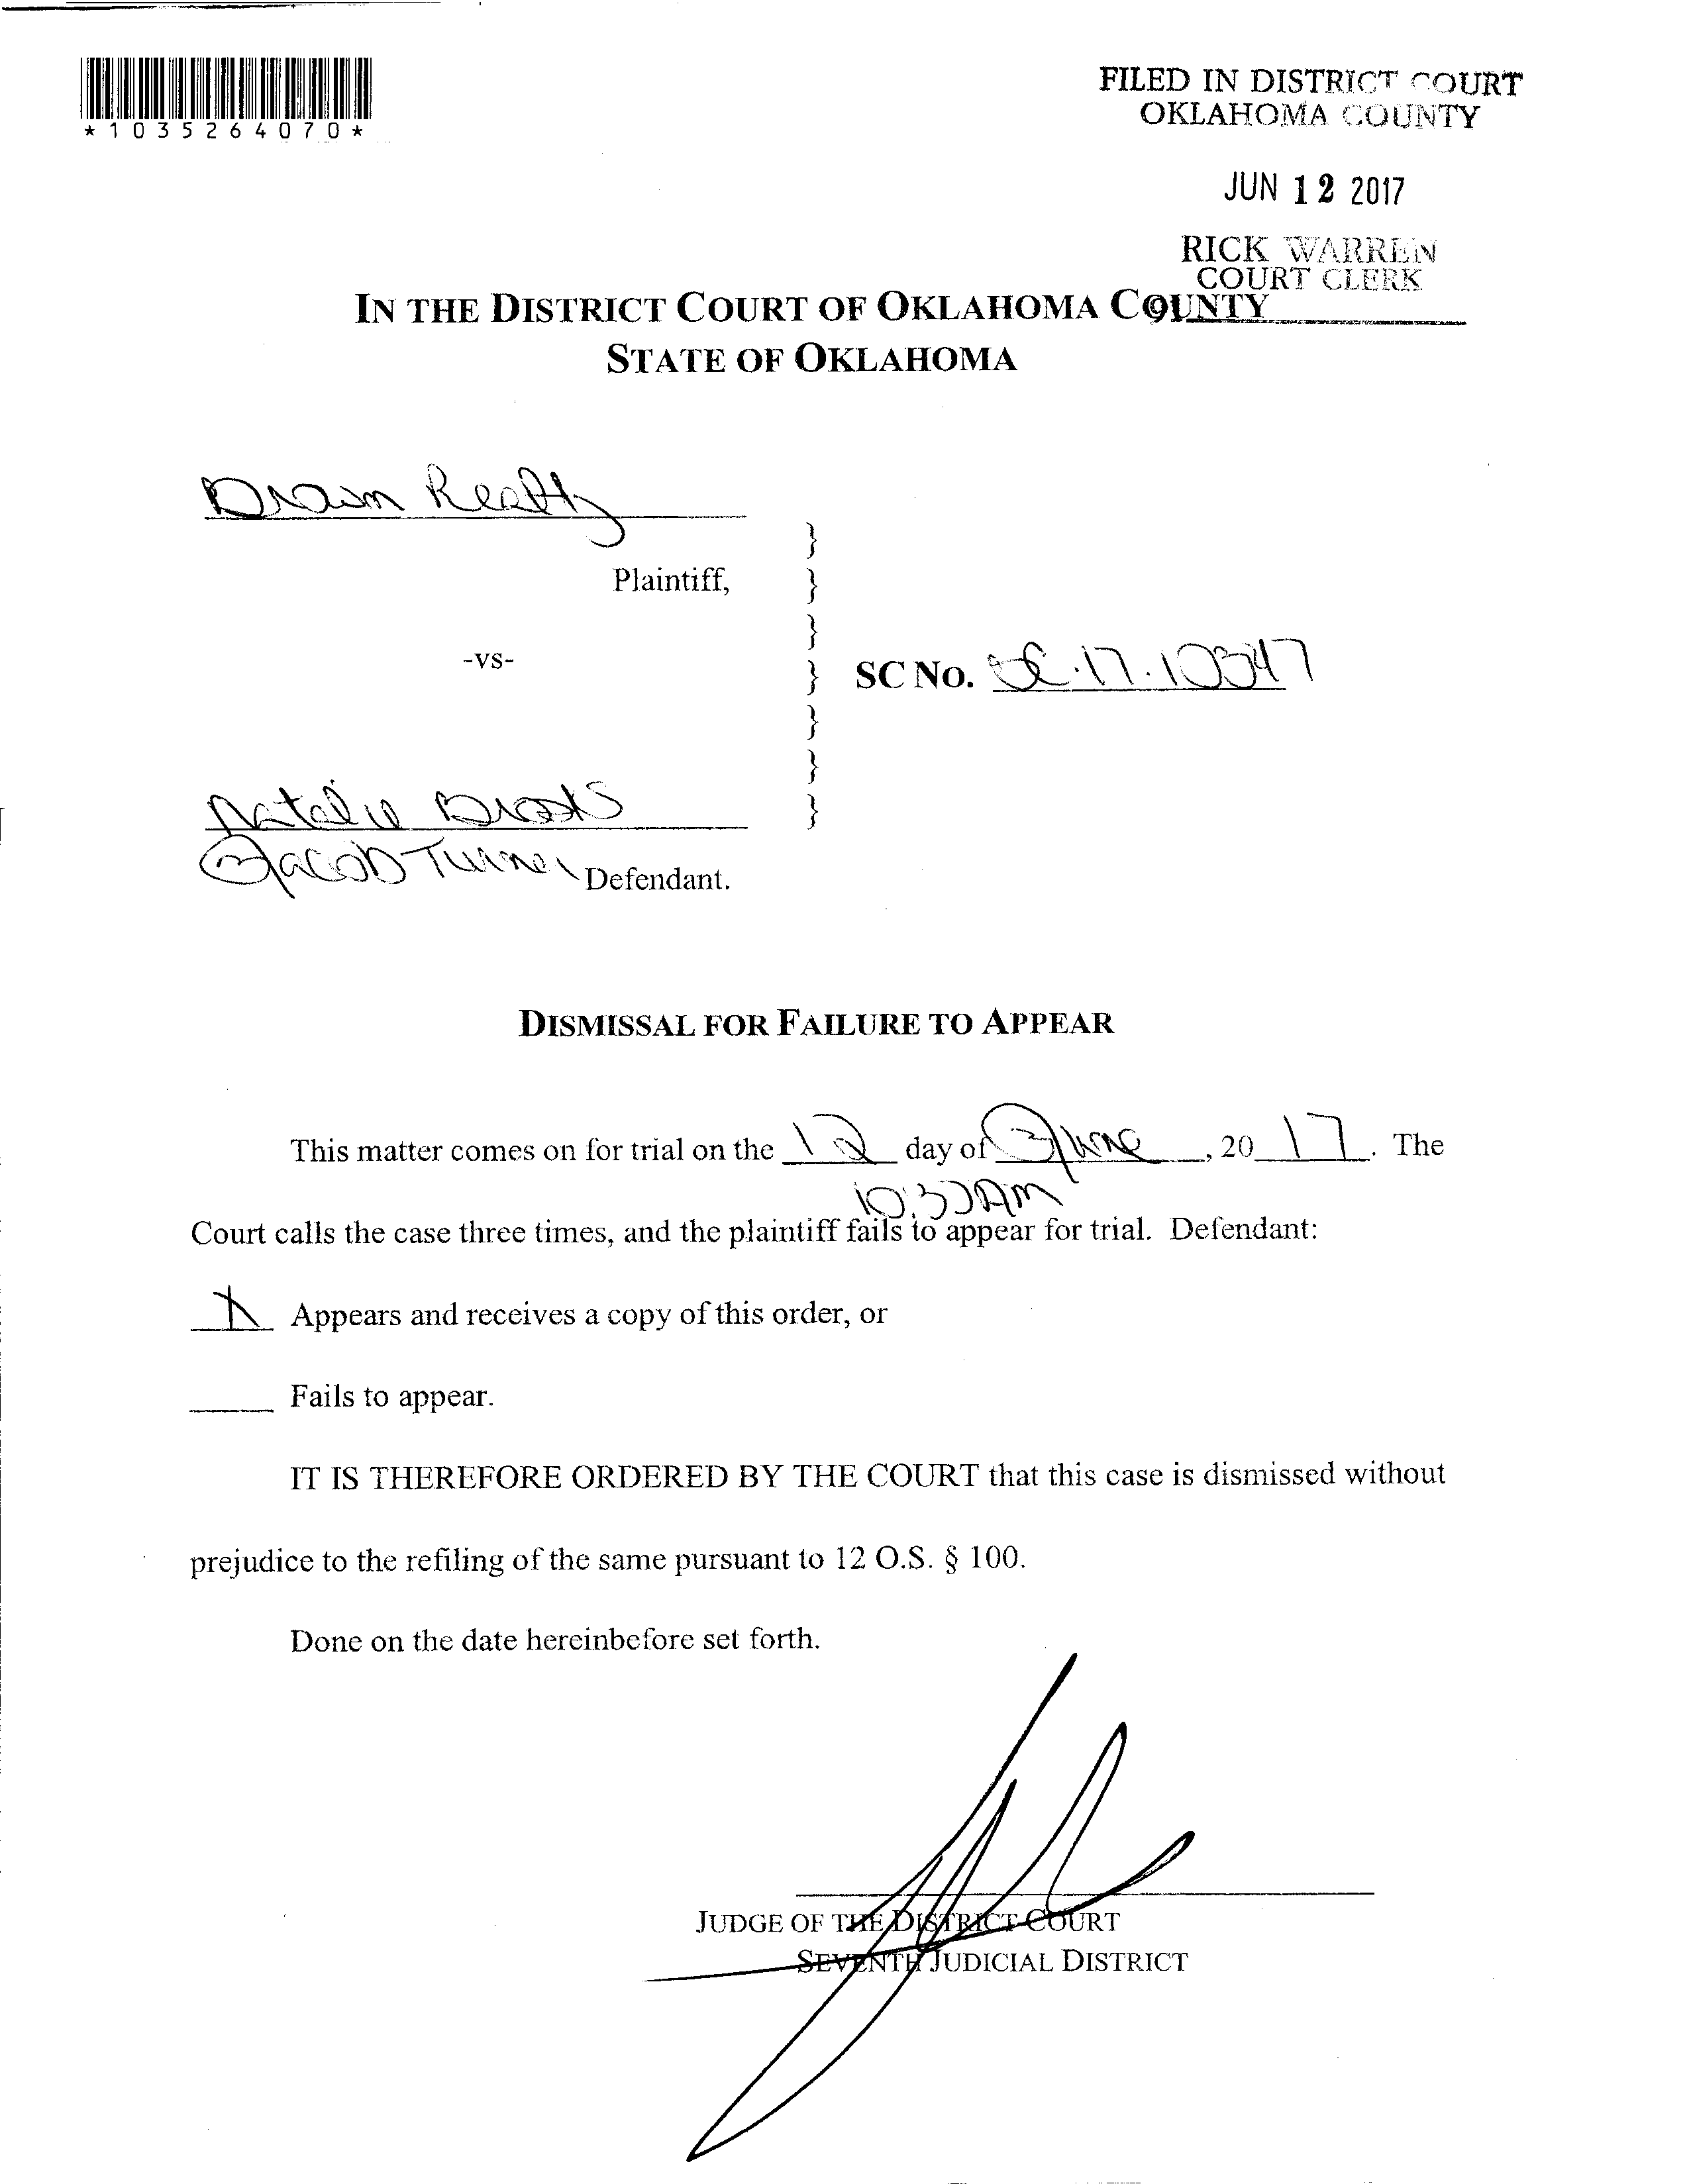 *1035264070*
FILED IN DISTRICT COURT
OKLAHOMA COUNTY
JUN 12 2017
RICK WARREN
COURT CLERK
IN THE DISTRICT COURT OF OKLAHOMA COUNTY
STATE OF OKLAHOMA
Realty
Plaintiff,
-vs-
SC No. SC.17.10347
Natalie Brooks
Jacob Turner Defendant.
DISMISSAL FOR FAILURE TO APPEAR
This matter comes on for trial on the 12 day of June, 2017. The
10:30AM
Court calls the case three times, and the plaintiff fails to appear for trial. Defendant:
X Appears and receives a copy of this order, or
____ Fails to appear.
IT IS THEREFORE ORDERED BY THE COURT that this case is dismissed without
prejudice to the refiling of the same pursuant to 12 O.S. § 100.
Done on the date hereinbefore set forth.
JUDGE OF THE DISTRICT COURT
SEVENTH JUDICIAL DISTRICT